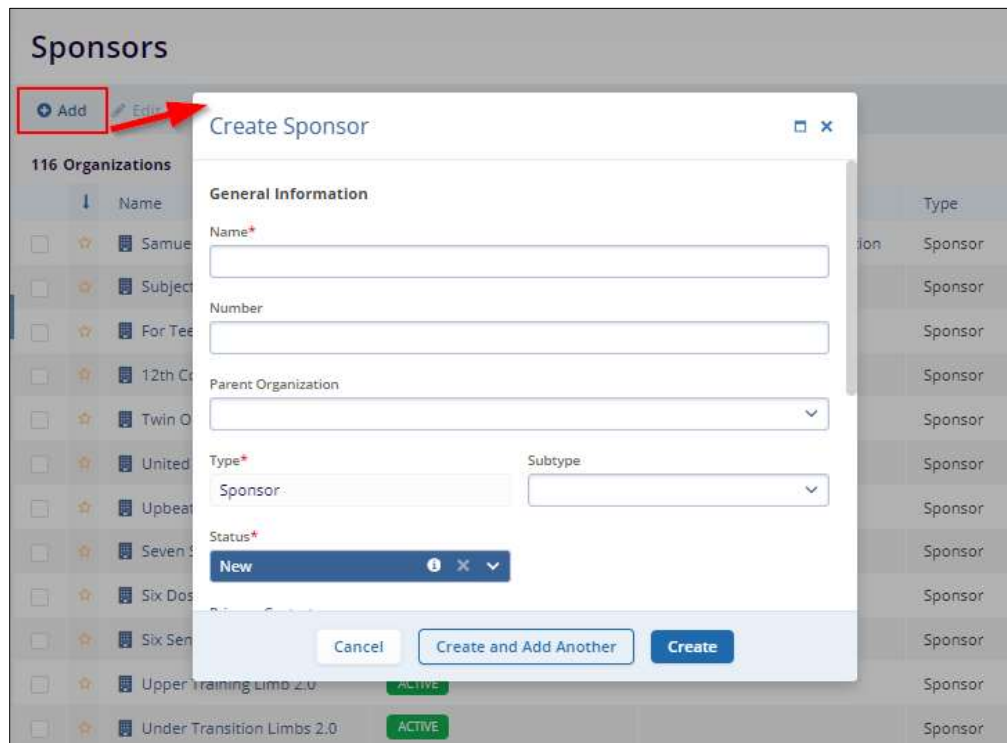 Sponsors
Add Edit
Create Sponsor
116 Organizations
General Information
Name Type
Name*
Samue ion Sponsor
Subject Sponsor
Number
For Tee Sponsor
12th Co Sponsor
Parent Organization
Twin O Sponsor
United Sponsor
Type* Subtype
Sponsor
Upbeat Sponsor
Status*
Seven S Sponsor
New
Six Dos Sponsor
Six Sen Sponsor
Cancel Create and Add Another Create
Upper Training Limb 2.0 ACTIVE Sponsor
Under Transition Limbs 2.0 ACTIVE Sponsor